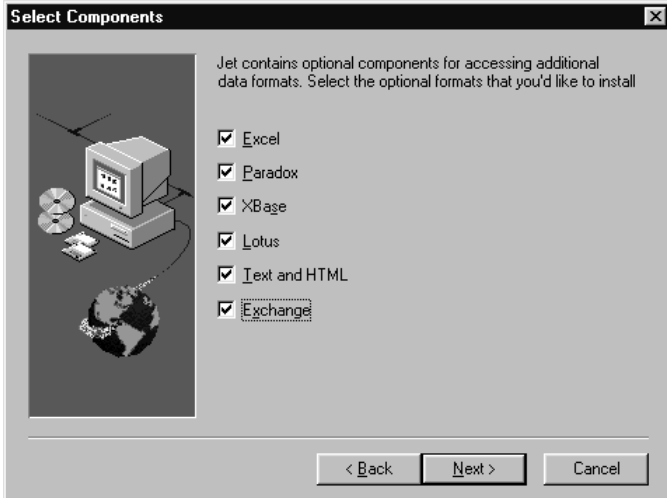 Select Components
Jet contains optional components for accessing additional
data formats. Select the optional formats that you'd like to install
Excel
Paradox
XBase
Lotus
Text and HTML
Exchange
< Back
Next >
Cancel